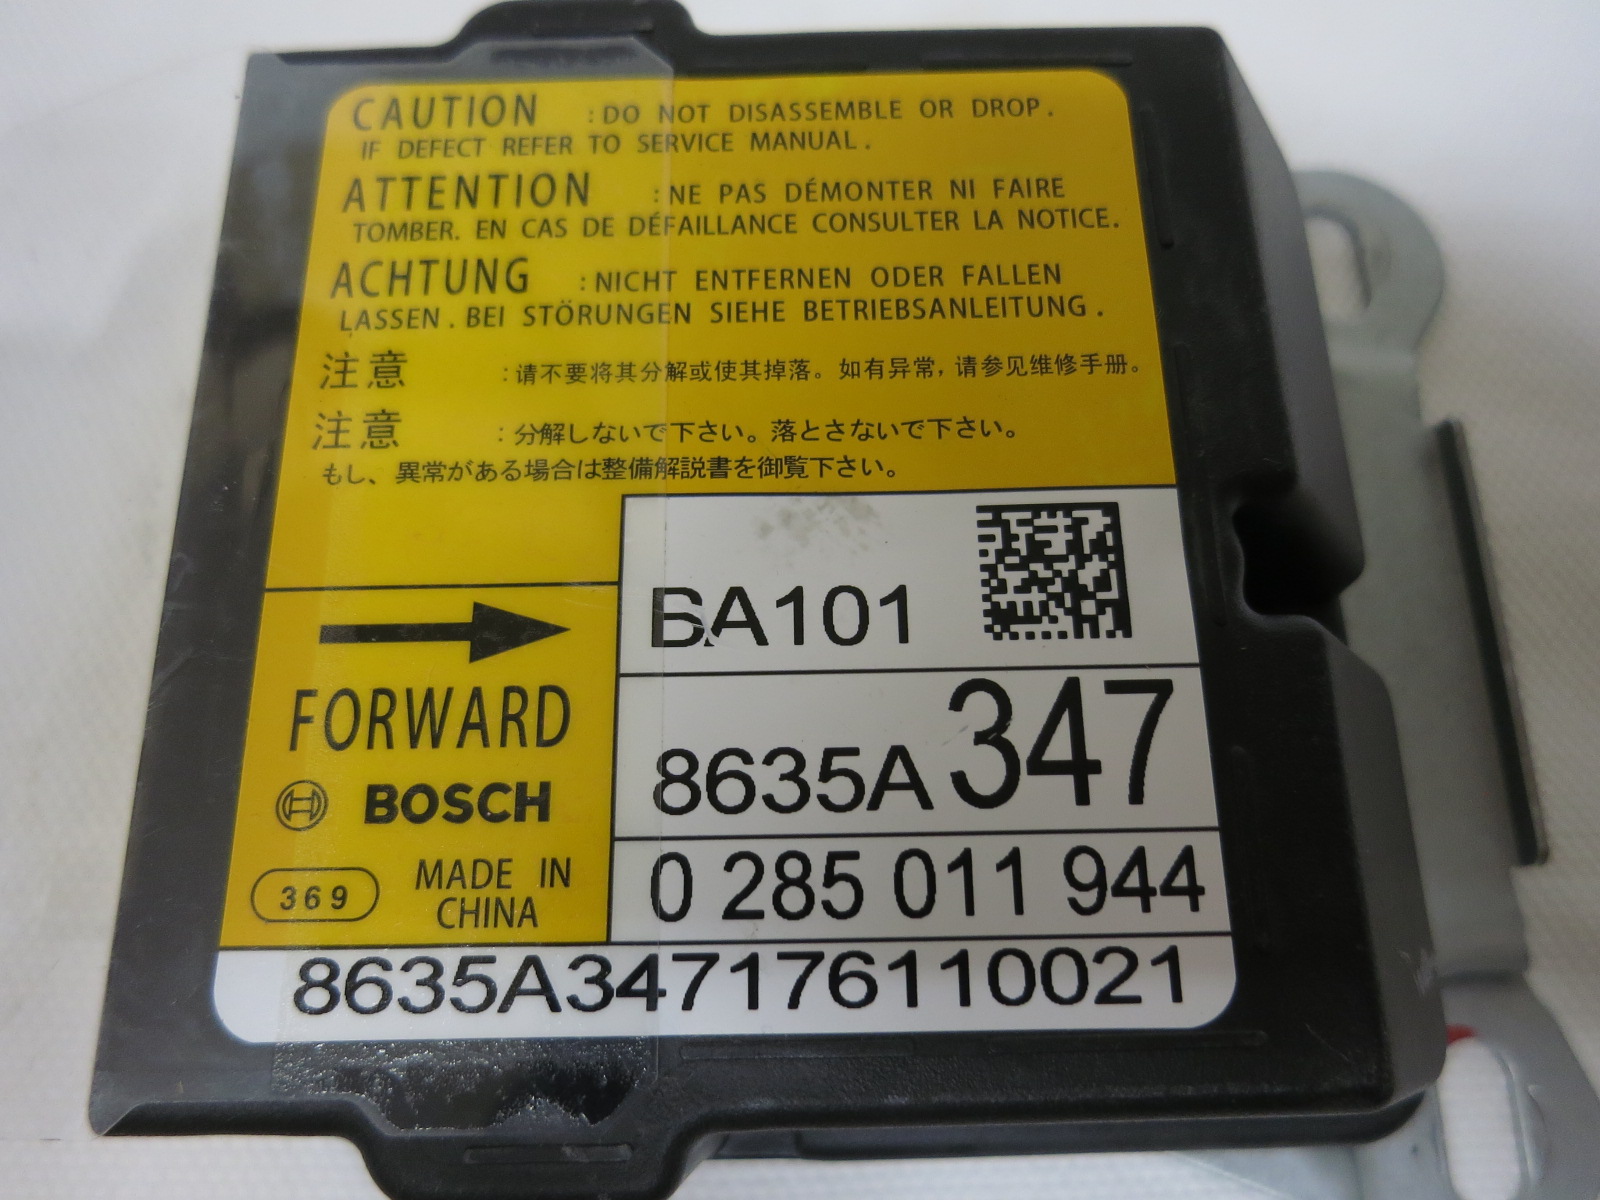 CAUTION :DO NOT DISASSEMBLE OR DROP.
IF DEFECT REFER TO SERVICE MANUAL.
ATTENTION :NE PAS DÉMONTER NI FAIRE
TOMBER. EN CAS DE DÉFAILLANCE CONSULTER LA NOTICE.
ACHTUNG :NICHT ENTFERNEN ODER FALLEN
LASSEN. BEI STÖRUNGEN SIEHE BETRIEBSANLEITUNG.
注意 :请不要将其分解或使其掉落。如有异常,请参见维修手册。
注意 :分解しないで下さい。落とさないで下さい。
もし、異常がある場合は整備解説書を御覧下さい。
BA101
FORWARD
8635A347
BOSCH
369 MADE IN
CHINA
0 285 011 944
8635A347176110021